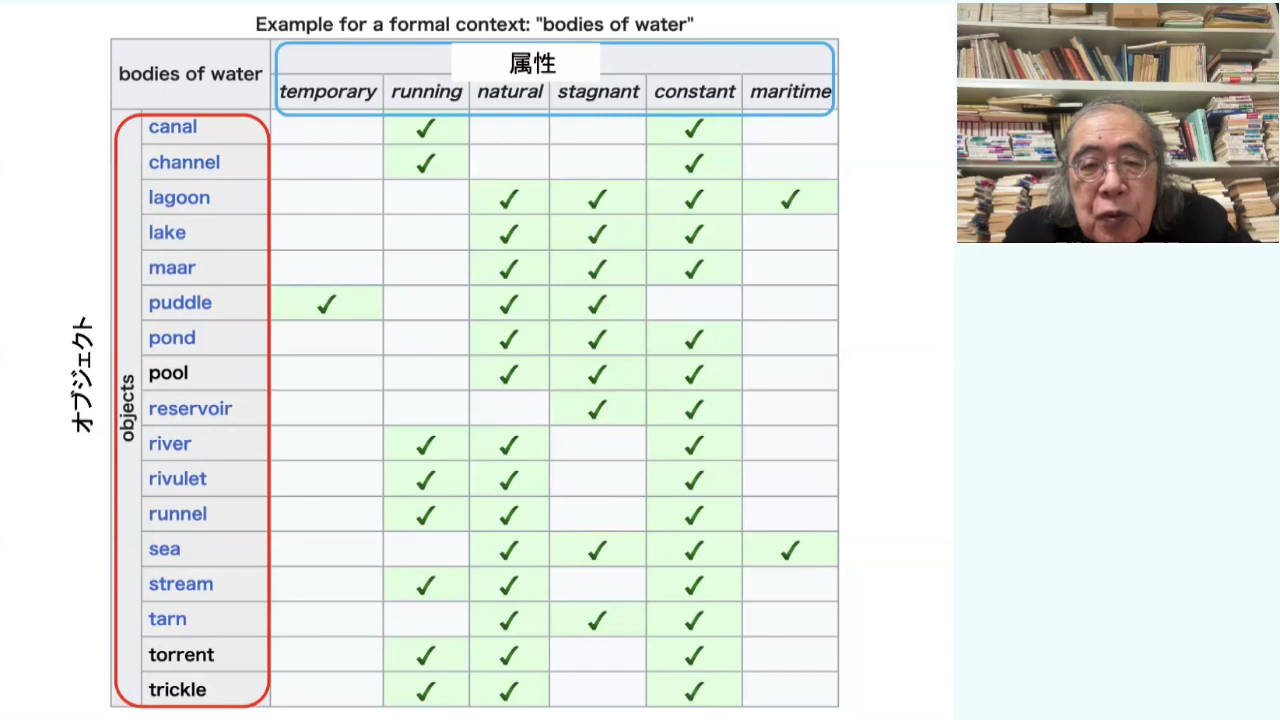 Example for a formal context: "bodies of water"
bodies of water
属性
temporary running natural stagnant constant maritime
オブジェクト
objects
canal ✓ ✓
channel ✓ ✓
lagoon ✓ ✓ ✓ ✓
lake ✓ ✓ ✓
maar ✓ ✓ ✓
puddle ✓ ✓ ✓
pond ✓ ✓ ✓
pool ✓ ✓ ✓
reservoir ✓ ✓
river ✓ ✓ ✓
rivulet ✓ ✓ ✓
runnel ✓ ✓ ✓
sea ✓ ✓ ✓ ✓
stream ✓ ✓ ✓
tarn ✓ ✓ ✓
torrent ✓ ✓ ✓
trickle ✓ ✓ ✓